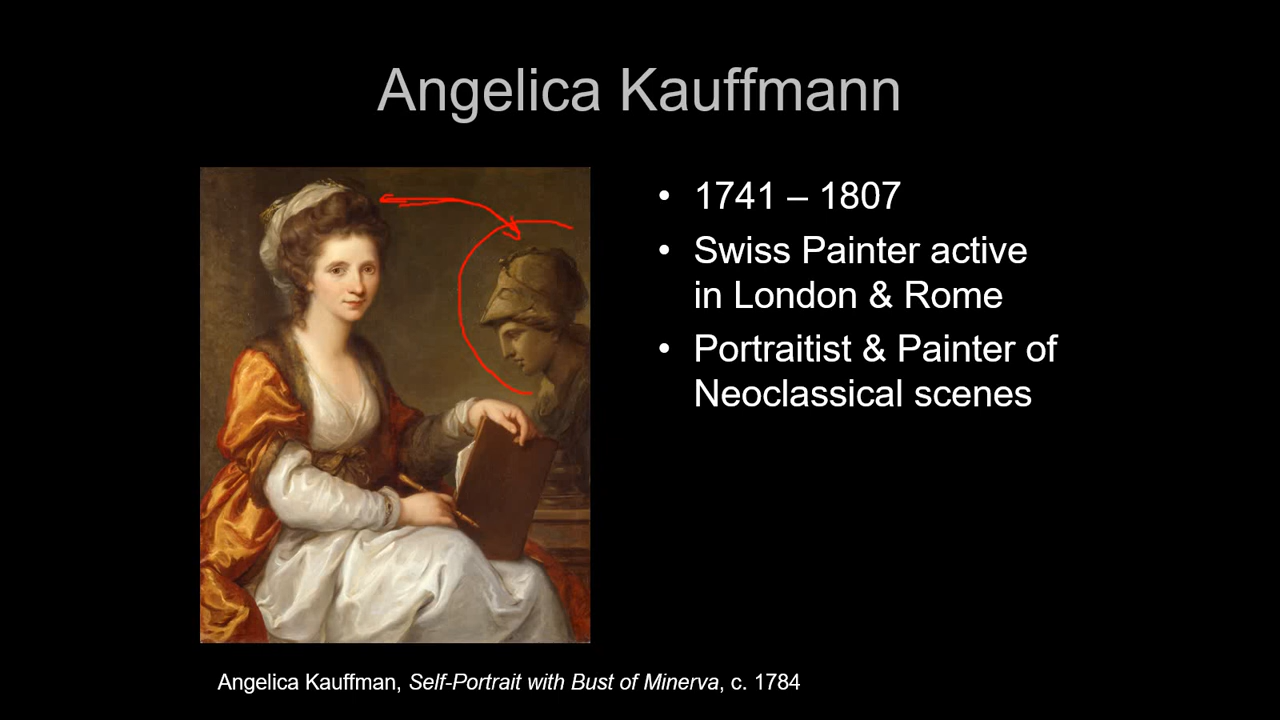 Angelica Kauffmann
• 1741 – 1807
• Swiss Painter active
in London & Rome
• Portraitist & Painter of
Neoclassical scenes
Angelica Kauffman, Self-Portrait with Bust of Minerva, c. 1784